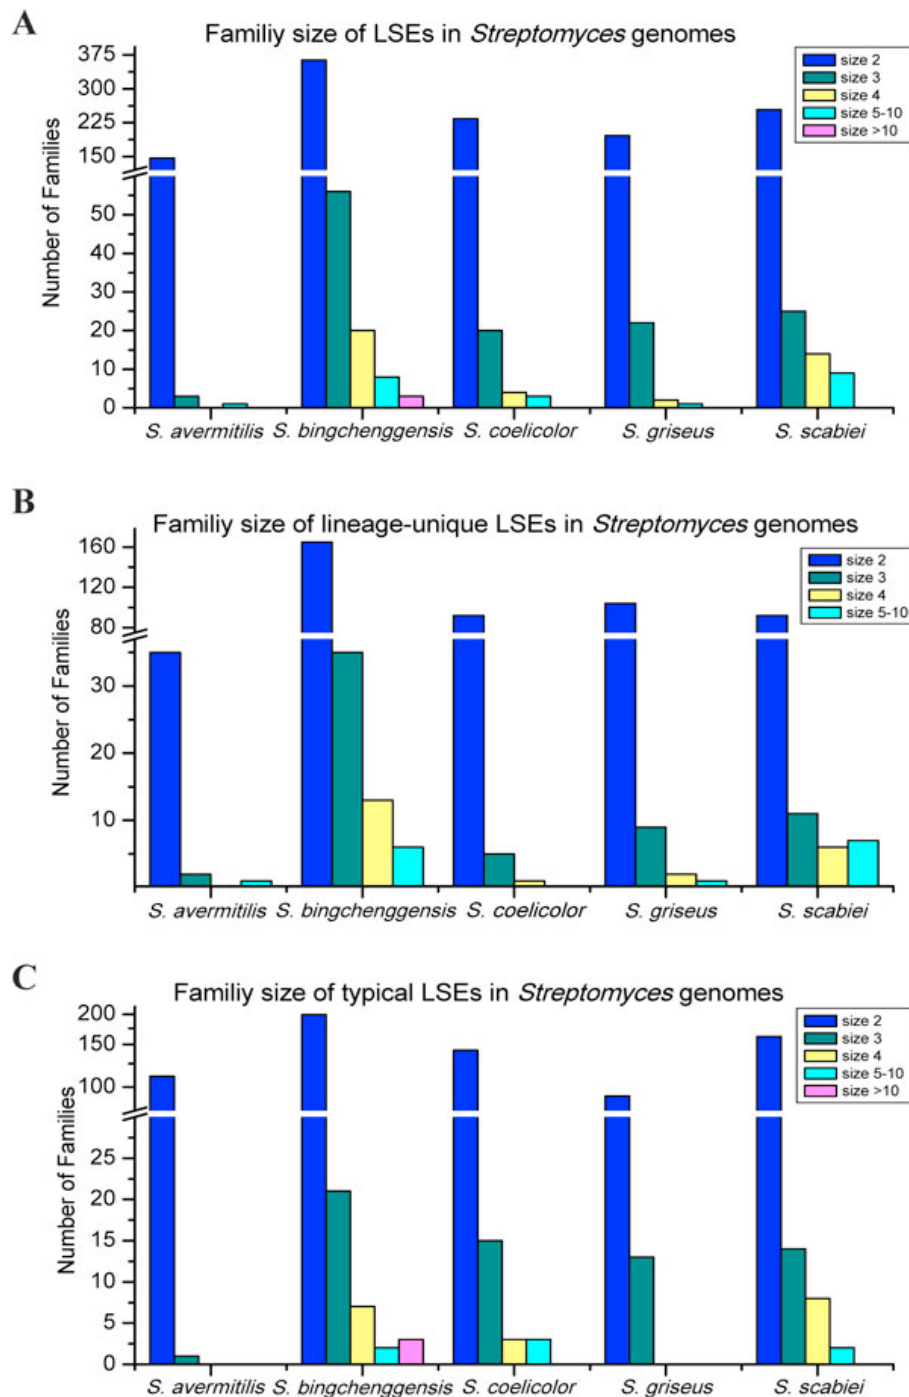 A
Familiy size of LSEs in Streptomyces genomes
size 2
size 3
size 4
size 5-10
size >10
Number of Families
375
300
225
150
50
40
30
20
10
0
S. avermitilis
S. bingchenggensis
S. coelicolor
S. griseus
S. scabiei
B
Familiy size of lineage-unique LSEs in Streptomyces genomes
size 2
size 3
size 4
size 5-10
Number of Families
160
120
80
30
20
10
S. avermitilis
S. bingchenggensis
S. coelicolor
S. griseus
S. scabiei
C
Familiy size of typical LSEs in Streptomyces genomes
size 2
size 3
size 4
size 5-10
size >10
Number of Families
200
150
100
25
20
15
10
5
0
S. avermitilis
S. bingchenggensis
S. coelicolor
S. griseus
S. scabiei